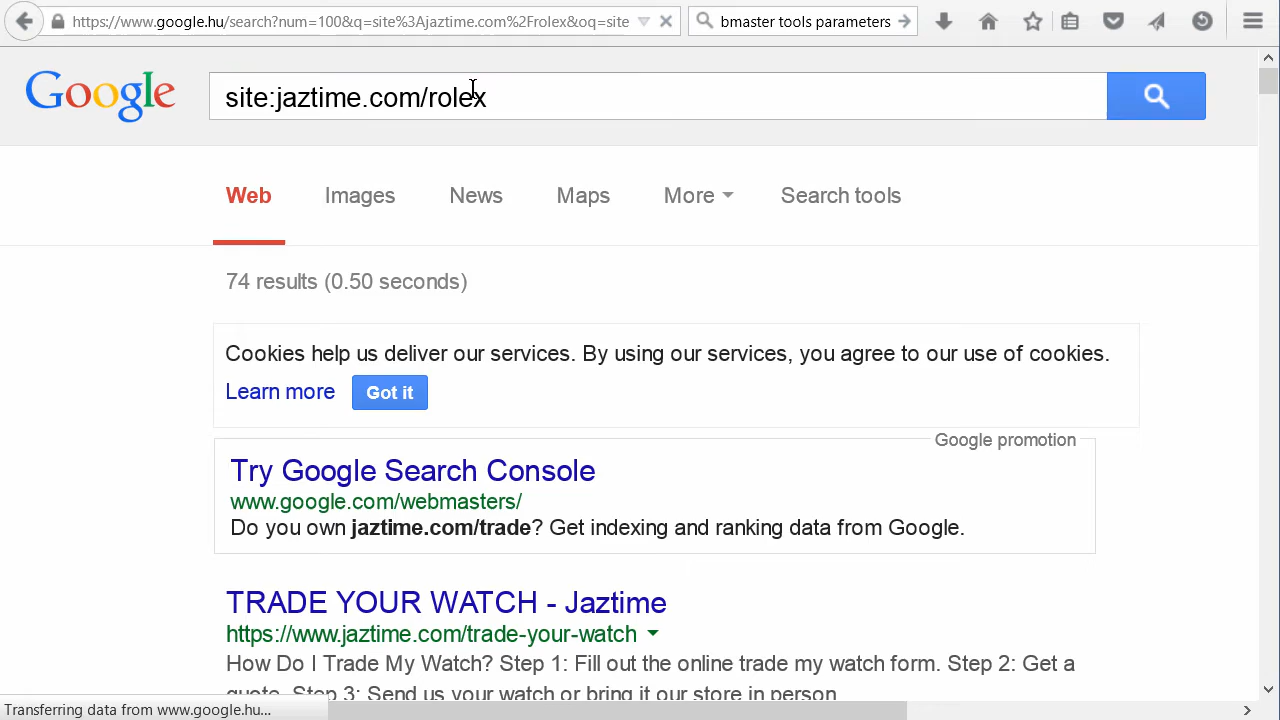 https://www.google.hu/search?num=100&q=site%3Ajaztime.com%2Frolex&oq=site
bmaster tools parameters
Google
site:jaztime.com/rolex
Web
Images
News
Maps
More
Search tools
74 results (0.50 seconds)
Cookies help us deliver our services. By using our services, you agree to our use of cookies.
Learn more
Got it
Google promotion
Try Google Search Console
www.google.com/webmasters/
Do you own jaztime.com/trade? Get indexing and ranking data from Google.
TRADE YOUR WATCH - Jaztime
https://www.jaztime.com/trade-your-watch
How Do I Trade My Watch? Step 1: Fill out the online trade my watch form. Step 2: Get a
quote. Step 3: Send us your watch or bring it our store in person.
Transferring data from www.google.hu...